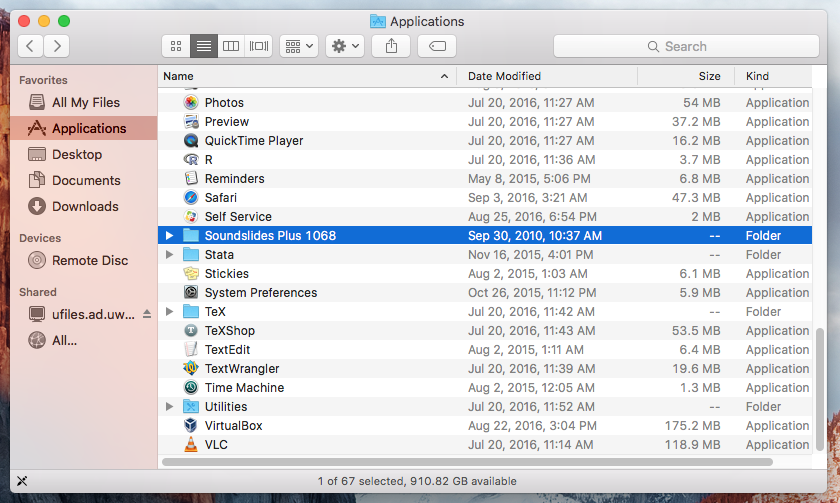 Applications
Search
Favorites
All My Files
Applications
Desktop
Documents
Downloads
Devices
Remote Disc
Shared
ufiles.ad.uw...
All...
Name Date Modified Size Kind
Photos Jul 20, 2016, 11:27 AM 54 MB Application
Preview Jul 20, 2016, 11:27 AM 37.2 MB Application
QuickTime Player Jul 20, 2016, 11:27 AM 16.2 MB Application
R Jul 20, 2016, 11:36 AM 3.7 MB Application
Reminders May 8, 2015, 5:06 PM 6.8 MB Application
Safari Sep 3, 2016, 3:21 AM 47.3 MB Application
Self Service Aug 25, 2016, 6:54 PM 2 MB Application
Soundslides Plus 1068 Sep 30, 2010, 10:37 AM -- Folder
Stata Nov 16, 2015, 4:01 PM -- Folder
Stickies Aug 2, 2015, 1:03 AM 6.1 MB Application
System Preferences Oct 26, 2015, 11:12 PM 5.9 MB Application
TeX Jul 20, 2016, 11:42 AM -- Folder
TeXShop Jul 20, 2016, 11:43 AM 53.5 MB Application
TextEdit Aug 2, 2015, 1:11 AM 6.4 MB Application
TextWrangler Jul 20, 2016, 11:39 AM 19.6 MB Application
Time Machine Aug 2, 2015, 12:05 AM 1.3 MB Application
Utilities Jul 20, 2016, 11:52 AM -- Folder
VirtualBox Aug 22, 2016, 3:04 PM 175.2 MB Application
VLC Jul 20, 2016, 11:14 AM 118.9 MB Application
1 of 67 selected, 910.82 GB available